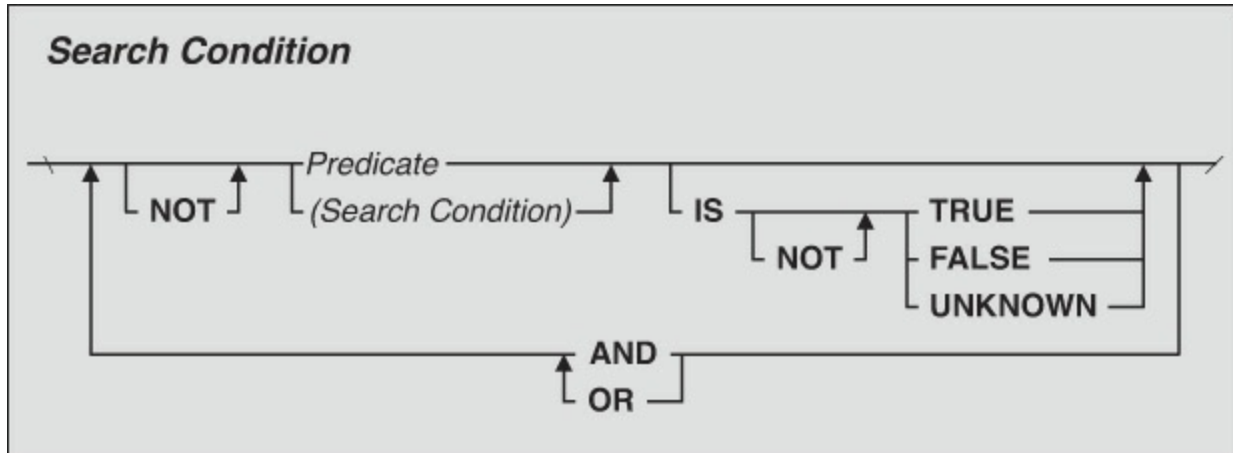 Search Condition
Predicate
NOT (Search Condition) IS TRUE
NOT FALSE
UNKNOWN
AND
OR